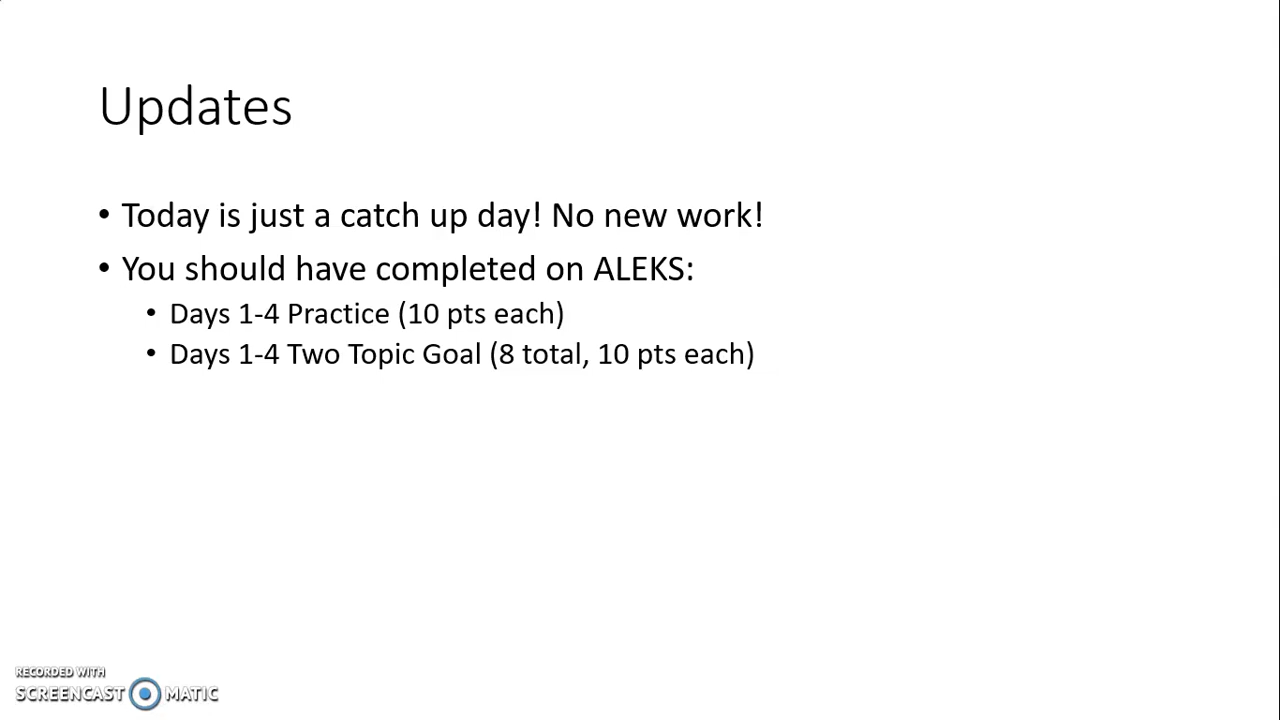 Updates
• Today is just a catch up day! No new work!
• You should have completed on ALEKS:
• Days 1-4 Practice (10 pts each)
• Days 1-4 Two Topic Goal (8 total, 10 pts each)
RECORDED WITH
SCREENCAST MATIC